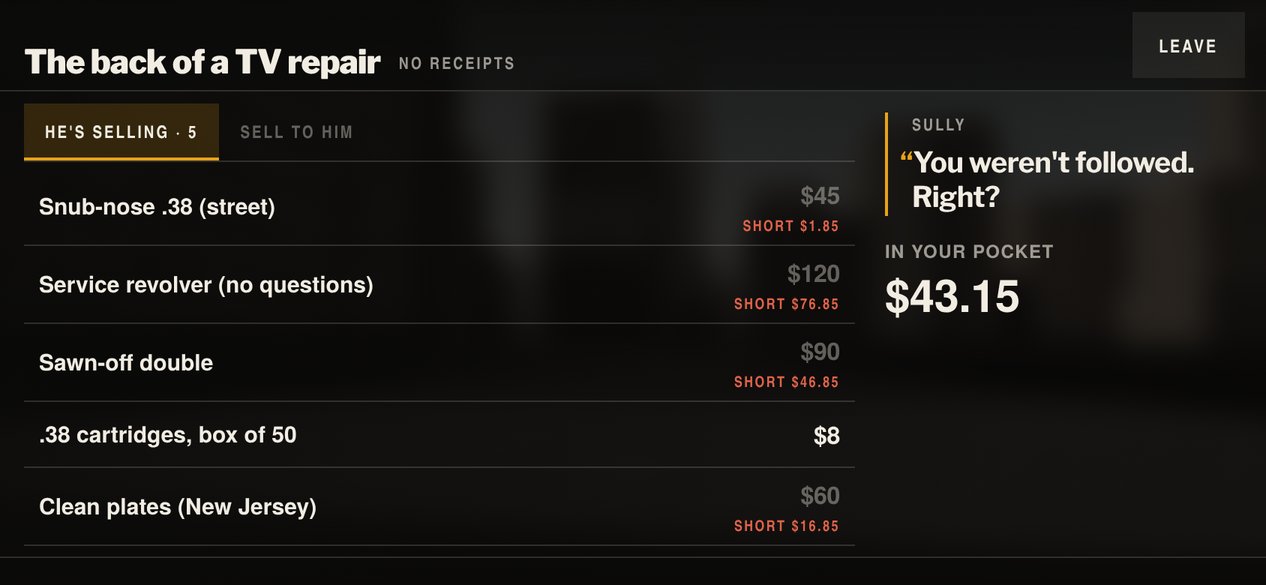 The back of a TV repair NO RECEIPTS
LEAVE
HE'S SELLING · 5
SELL TO HIM
Snub-nose .38 (street)
$45
SHORT $1.85
Service revolver (no questions)
$120
SHORT $76.85
Sawn-off double
$90
SHORT $46.85
.38 cartridges, box of 50
$8
Clean plates (New Jersey)
$60
SHORT $16.85
SULLY
“You weren't followed.
Right?
IN YOUR POCKET
$43.15